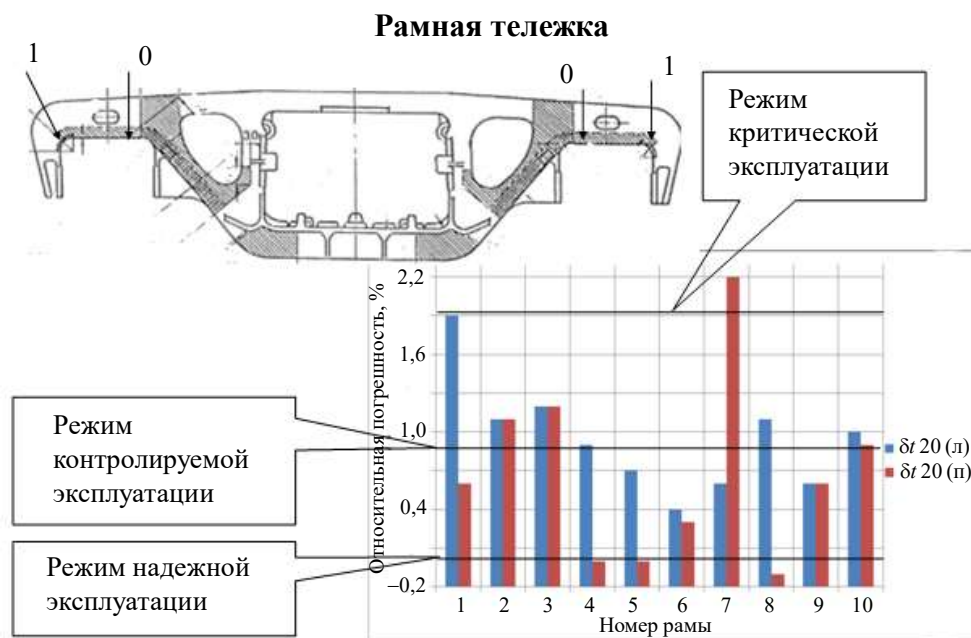 Рамная тележка
1
0
0
1
Режим
критической
эксплуатации
Относительная погрешность, %
2,2
1,6
1,0
0,4
–0,2
Режим
контролируемой
эксплуатации
Режим надежной
эксплуатации
δt 20 (л)
δt 20 (п)
1 2 3 4 5 6 7 8 9 10
Номер рамы